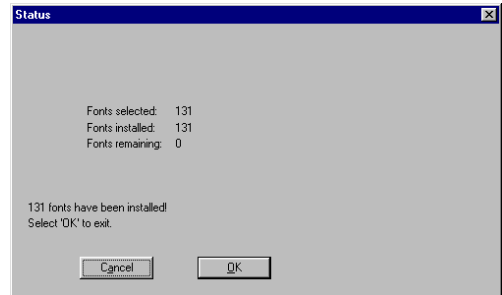 Status
Fonts selected: 131
Fonts installed: 131
Fonts remaining: 0
131 fonts have been installed!
Select 'OK' to exit.
Cancel OK